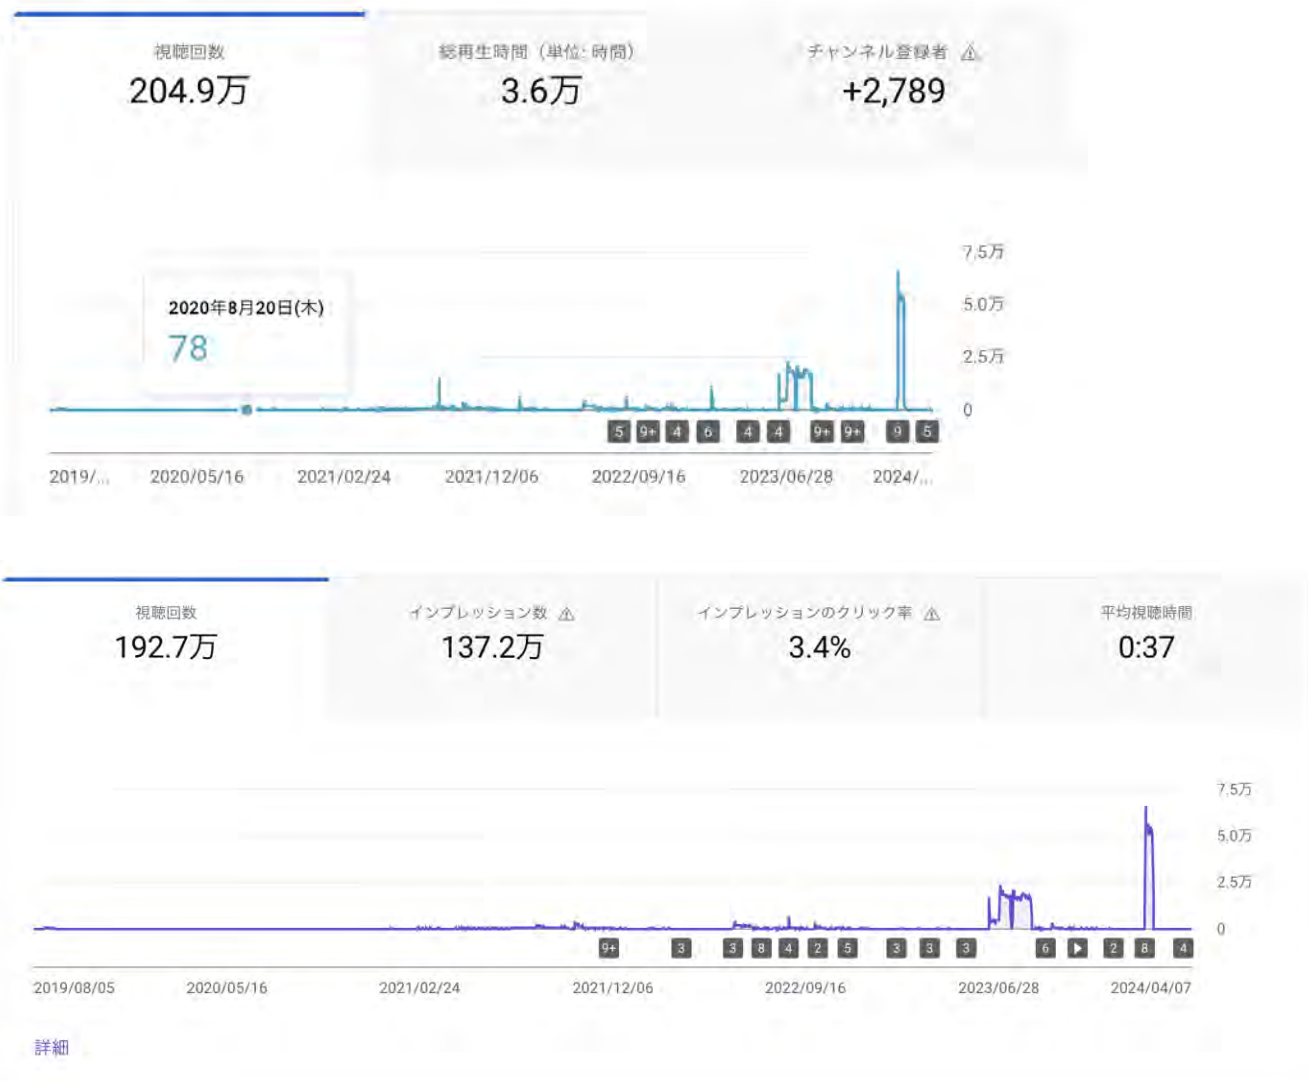 視聴回数
204.9万
総再生時間（単位: 時間）
3.6万
チャンネル登録者
+2,789
7.5万
5.0万
2.5万
0
2020年8月20日(木)
78
5 9+ 4 6 4 4 9+ 9+ 9 5
2019/... 2020/05/16 2021/02/24 2021/12/06 2022/09/16 2023/06/28 2024/...
視聴回数
192.7万
インプレッション数
137.2万
インプレッションのクリック率
3.4%
平均視聴時間
0:37
7.5万
5.0万
2.5万
0
9+ 3 3 8 4 2 5 3 3 3 6 2 8 4
2019/08/05 2020/05/16 2021/02/24 2021/12/06 2022/09/16 2023/06/28 2024/04/07
詳細